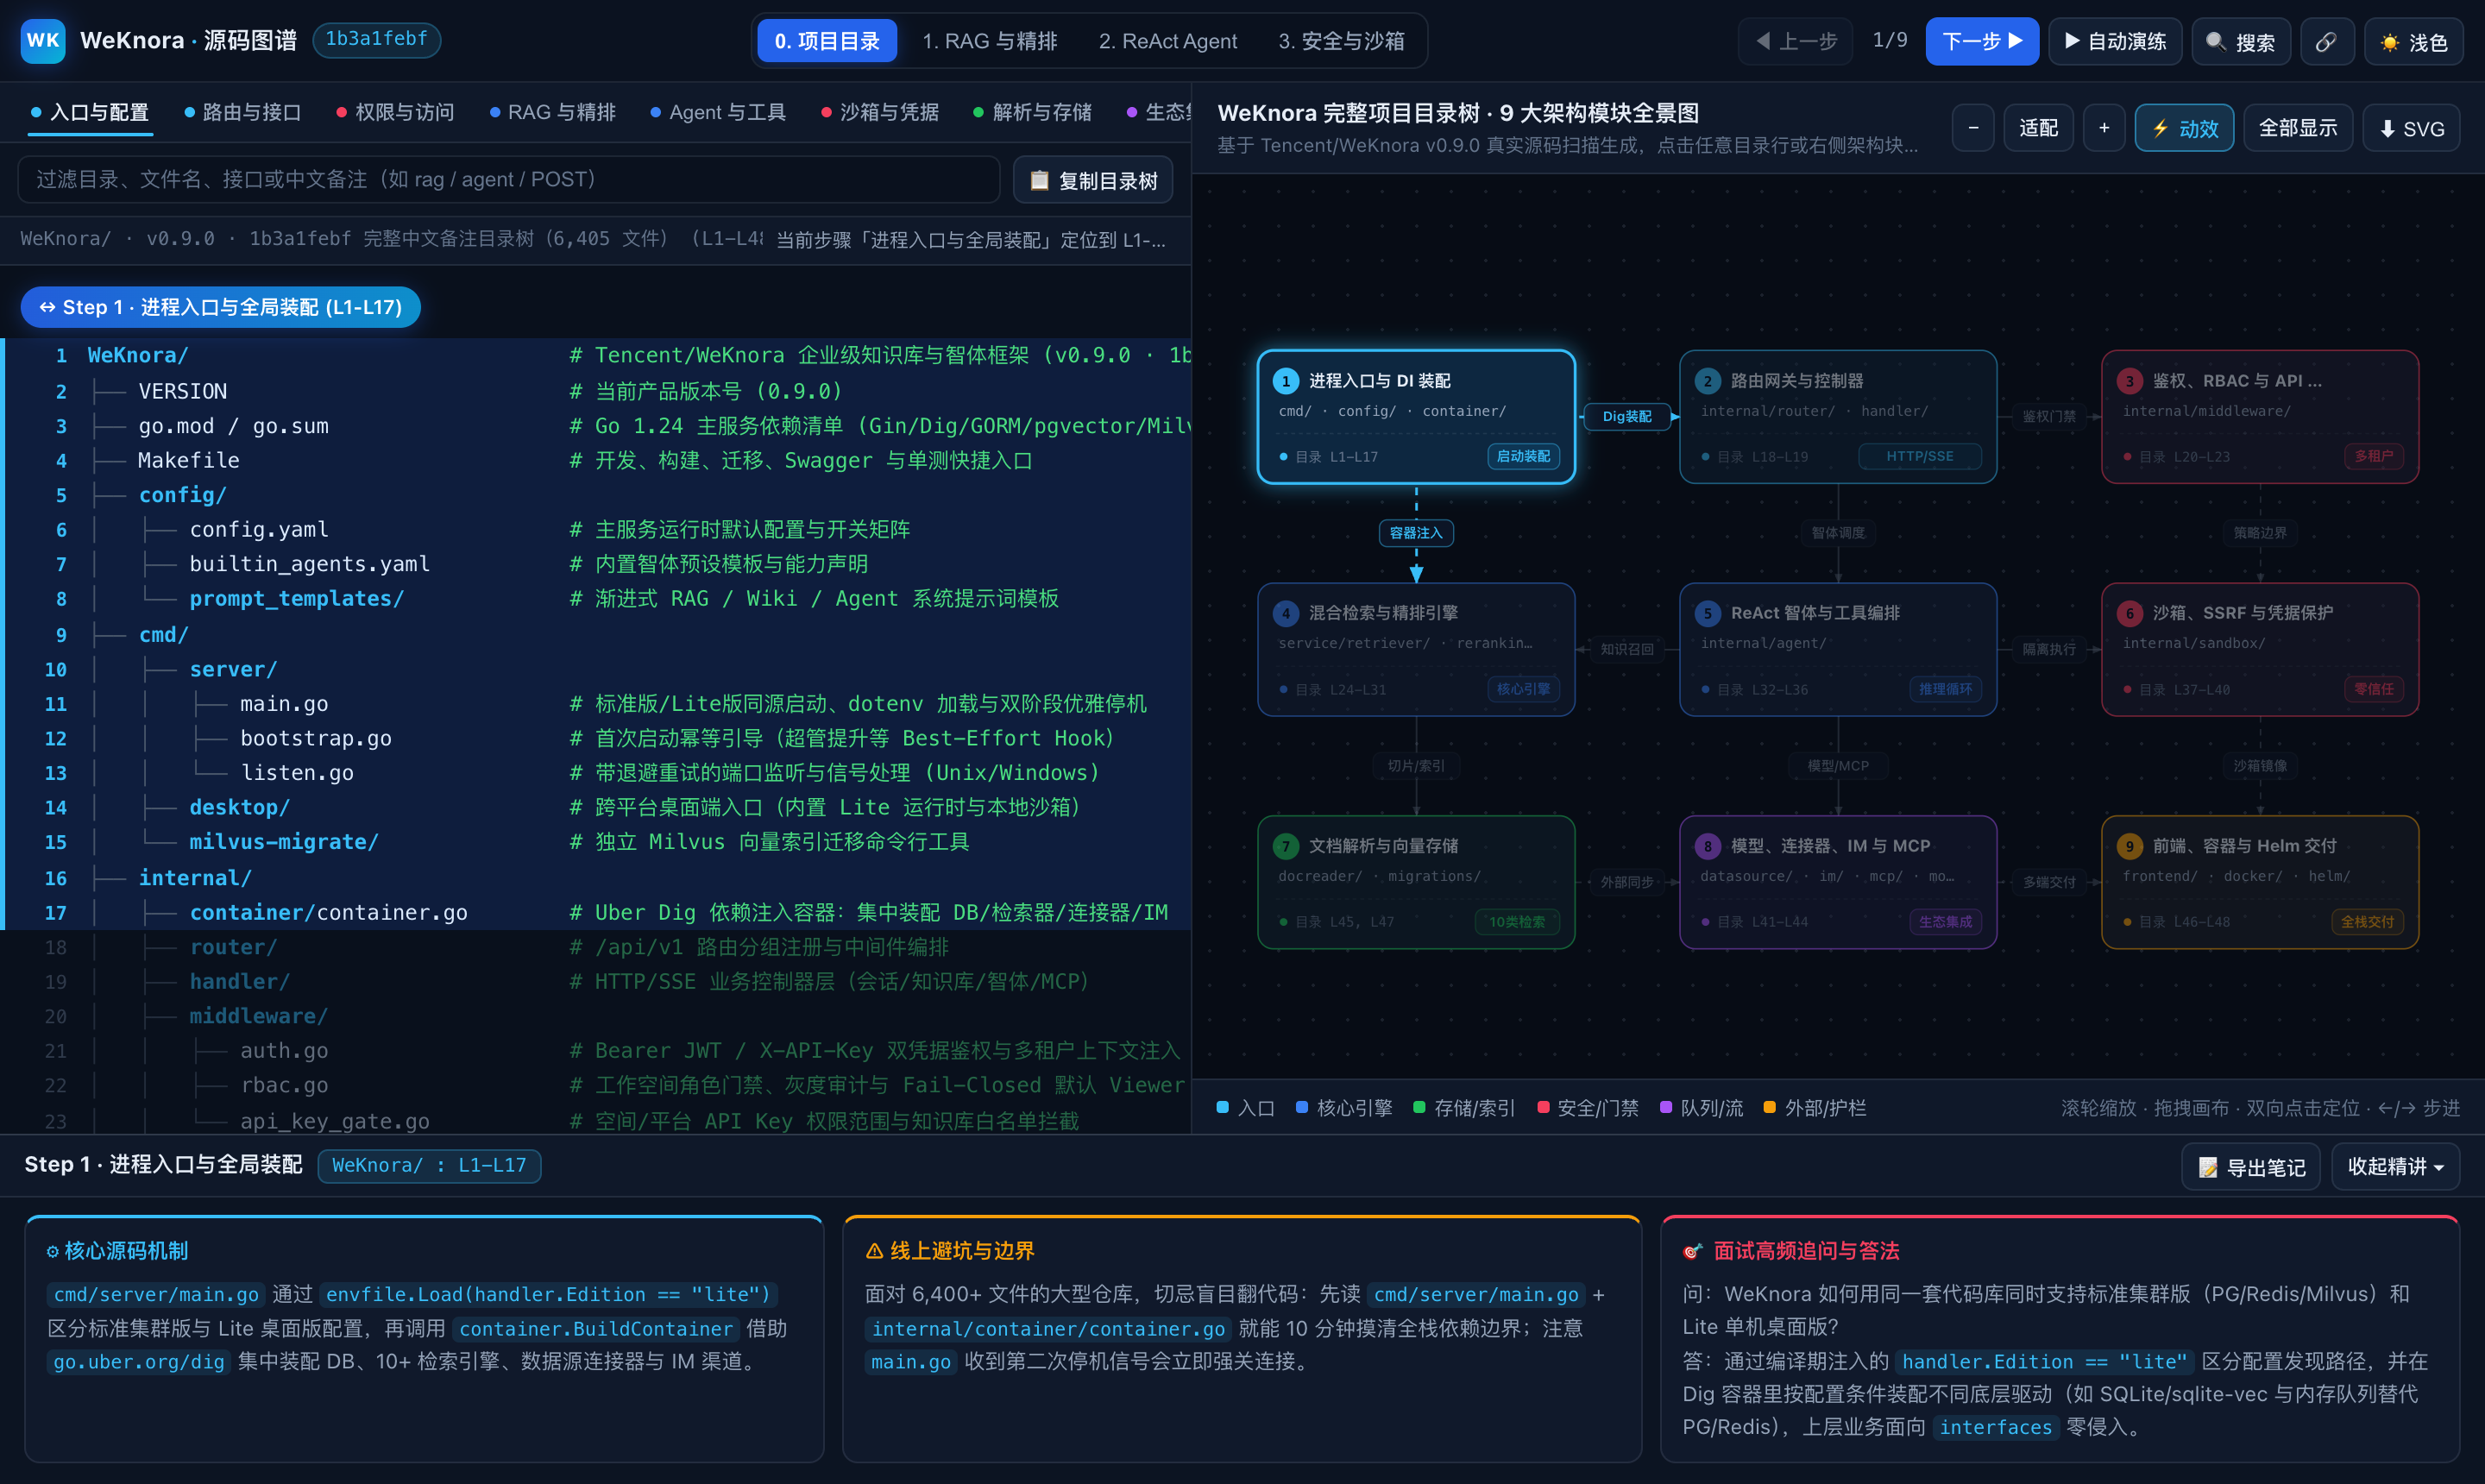 WK WeKnora · 源码图谱 1b3a1febf
0. 项目目录 1. RAG 与精排 2. ReAct Agent 3. 安全与沙箱
◀ 上一步 1/9 下一步 ▶ ▶ 自动演练 🔍 搜索 🔗 ☀️ 浅色
入口与配置 路由与接口 权限与访问 RAG 与精排 Agent 与工具 沙箱与凭据 解析与存储 生态集
过滤目录、文件名、接口或中文备注（如 rag / agent / POST） 📋 复制目录树
WeKnora/ · v0.9.0 · 1b3a1febf 完整中文备注目录树（6,405 文件） (L1–L48 当前步骤「进程入口与全局装配」定位到 L1-...
↔ Step 1 · 进程入口与全局装配 (L1-L17)
1 WeKnora/ # Tencent/WeKnora 企业级知识库与智体框架 (v0.9.0 · 1b
2 ├── VERSION # 当前产品版本号 (0.9.0)
3 ├── go.mod / go.sum # Go 1.24 主服务依赖清单 (Gin/Dig/GORM/pgvector/Milv
4 ├── Makefile # 开发、构建、迁移、Swagger 与单测快捷入口
5 ├── config/
6 │ ├── config.yaml # 主服务运行时默认配置与开关矩阵
7 │ ├── builtin_agents.yaml # 内置智体预设模板与能力声明
8 │ └── prompt_templates/ # 渐进式 RAG / Wiki / Agent 系统提示词模板
9 ├── cmd/
10 │ ├── server/
11 │ │ ├── main.go # 标准版/Lite版同源启动、dotenv 加载与双阶段优雅停机
12 │ │ ├── bootstrap.go # 首次启动幂等引导（超管提升等 Best-Effort Hook）
13 │ │ └── listen.go # 带退避重试的端口监听与信号处理 (Unix/Windows)
14 │ ├── desktop/ # 跨平台桌面端入口（内置 Lite 运行时与本地沙箱）
15 │ └── milvus-migrate/ # 独立 Milvus 向量索引迁移命令行工具
16 ├── internal/
17 │ ├── container/container.go # Uber Dig 依赖注入容器：集中装配 DB/检索器/连接器/IM
18 │ ├── router/ # /api/v1 路由分组注册与中间件编排
19 │ ├── handler/ # HTTP/SSE 业务控制器层（会话/知识库/智体/MCP）
20 │ ├── middleware/
21 │ │ ├── auth.go # Bearer JWT / X-API-Key 双凭据鉴权与多租户上下文注入
22 │ │ ├── rbac.go # 工作空间角色门禁、灰度审计与 Fail-Closed 默认 Viewer
23 │ │ └── api_key_gate.go # 空间/平台 API Key 权限范围与知识库白名单拦截
WeKnora 完整项目目录树 · 9 大架构模块全景图
基于 Tencent/WeKnora v0.9.0 真实源码扫描生成，点击任意目录行或右侧架构块...
− 适配 + ⚡ 动效 全部显示 ⬇ SVG
1 进程入口与 DI 装配
cmd/ · config/ · container/
目录 L1–L17 启动装配
Dig装配
2 路由网关与控制器
internal/router/ · handler/
目录 L18–L19 HTTP/SSE
鉴权门禁
3 鉴权、RBAC 与 API ...
internal/middleware/
目录 L20–L23 多租户
容器注入 智体调度 策略边界
4 混合检索与精排引擎
service/retriever/ · rerankin…
目录 L24–L31 核心引擎
知识召回
5 ReAct 智体与工具编排
internal/agent/
目录 L32–L36 推理循环
隔离执行
6 沙箱、SSRF 与凭据保护
internal/sandbox/
目录 L37–L40 零信任
切片/索引 模型/MCP 沙箱镜像
7 文档解析与向量存储
docreader/ · migrations/
目录 L45, L47 10类检索
外部同步
8 模型、连接器、IM 与 MCP
datasource/ · im/ · mcp/ · mo…
目录 L41–L44 生态集成
多端交付
9 前端、容器与 Helm 交付
frontend/ · docker/ · helm/
目录 L46–L48 全栈交付
入口 核心引擎 存储/索引 安全/门禁 队列/流 外部/护栏 滚轮缩放 · 拖拽画布 · 双向点击定位 · ←/→ 步进
Step 1 · 进程入口与全局装配 WeKnora/ : L1–L17 📝 导出笔记 收起精讲 ▾
⚙ 核心源码机制
cmd/server/main.go 通过 envfile.Load(handler.Edition == "lite")
区分标准集群版与 Lite 桌面版配置，再调用 container.BuildContainer 借助
go.uber.org/dig 集中装配 DB、10+ 检索引擎、数据源连接器与 IM 渠道。
⚠ 线上避坑与边界
面对 6,400+ 文件的大型仓库，切忌盲目翻代码：先读 cmd/server/main.go +
internal/container/container.go 就能 10 分钟摸清全栈依赖边界；注意
main.go 收到第二次停机信号会立即强关连接。
🎯 面试高频追问与答法
问：WeKnora 如何用同一套代码库同时支持标准集群版（PG/Redis/Milvus）和
Lite 单机桌面版?
答：通过编译期注入的 handler.Edition == "lite" 区分配置发现路径，并在
Dig 容器里按配置条件装配不同底层驱动（如 SQLite/sqlite-vec 与内存队列替代
PG/Redis），上层业务面向 interfaces 零侵入。